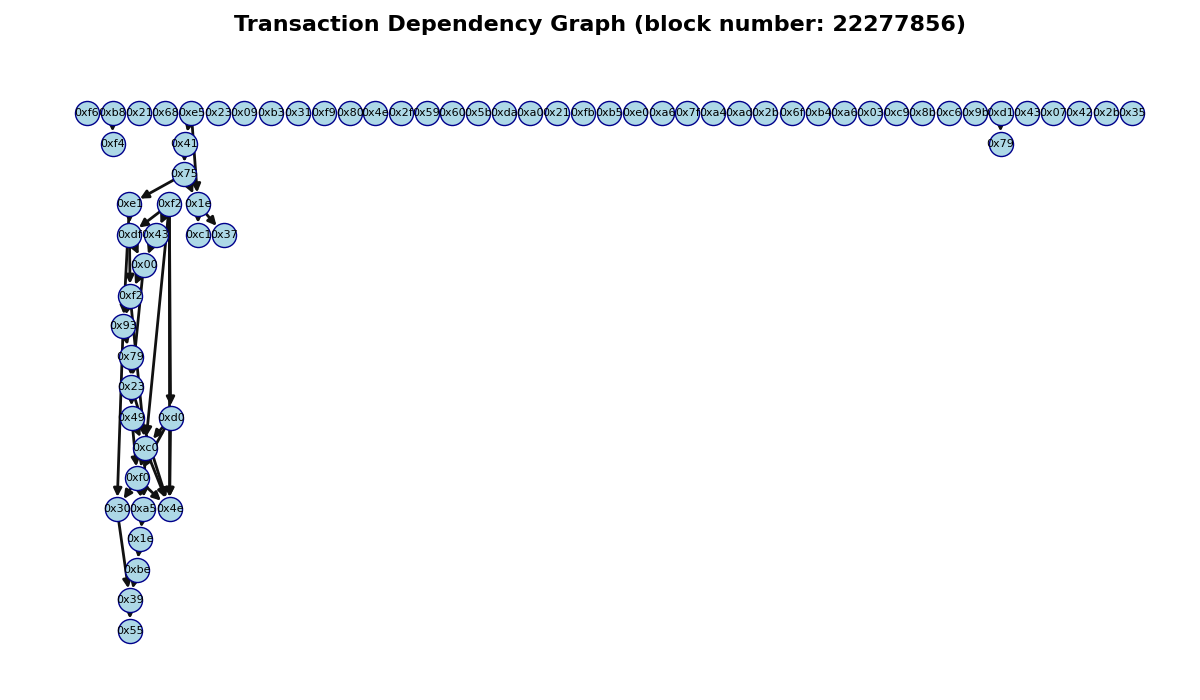 Transaction Dependency Graph (block number: 22277856)
0xf6 0xb8 0x21 0x68 0xe5 0x23 0x09 0xb3 0x31 0xf9 0x80 0x4e 0x2f 0x59 0x60 0x5b 0xda 0xa0 0x21 0xfb 0xb5 0xe0 0xa6 0x7f 0xa4 0xad 0x2b 0x6f 0xb4 0xa6 0x03 0xc9 0x8b 0xc6 0x9b 0xd1 0x43 0x07 0x42 0x2b 0x35
0xf4 0x41 0x79
0x75
0xe1 0xf2 0x1e
0xdf 0x43 0xc1 0x37
0x00
0xf2
0x93
0x79
0x23
0x49 0xd0
0xc0
0xf0
0x30 0xa5 0x4e
0x1e
0xbe
0x39
0x55